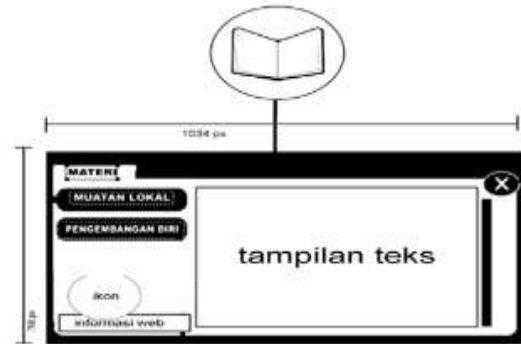 1034 px
MATERI
MUATAN LOKAL
PENGEMBANGAN DIRI
tampilan teks
ikon
informasi web